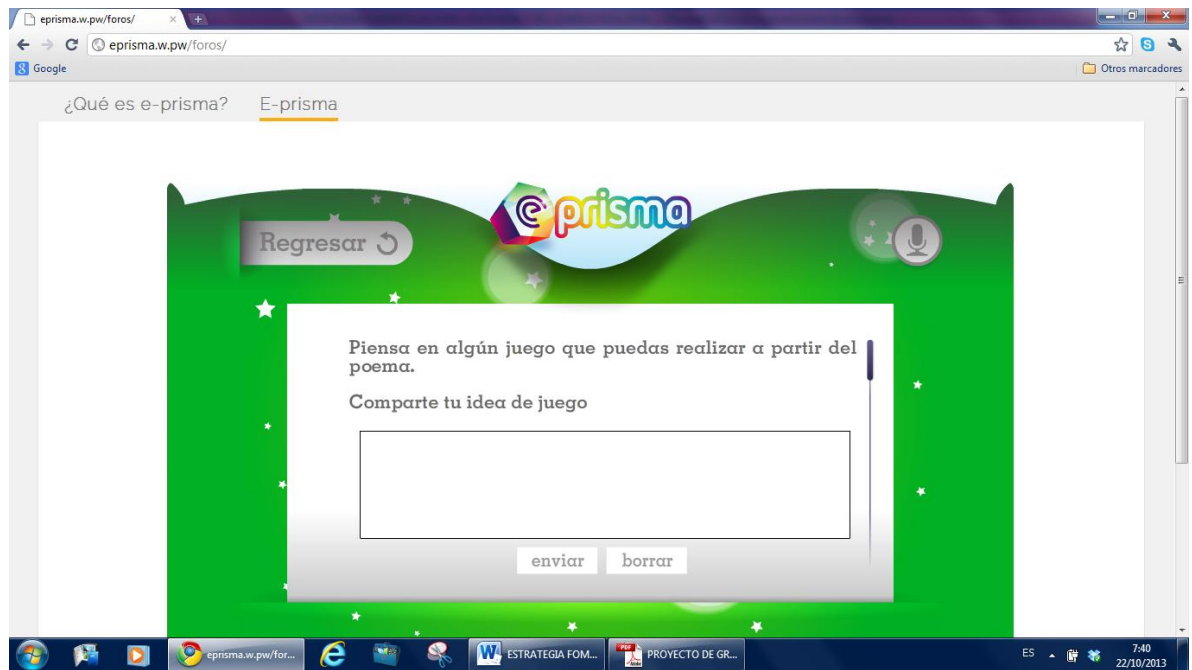 eprisma.w.pw/foros/
eprisma.w.pw/foros/
Google
Otros marcadores
¿Qué es e-prisma? E-prisma
e prisma
Regresar
Piensa en algún juego que puedas realizar a partir del
poema.
Comparte tu idea de juego
enviar borrar
eprisma.w.pw/for... ESTRATEGIA FOM... PROYECTO DE GR... ES 7:40
22/10/2013